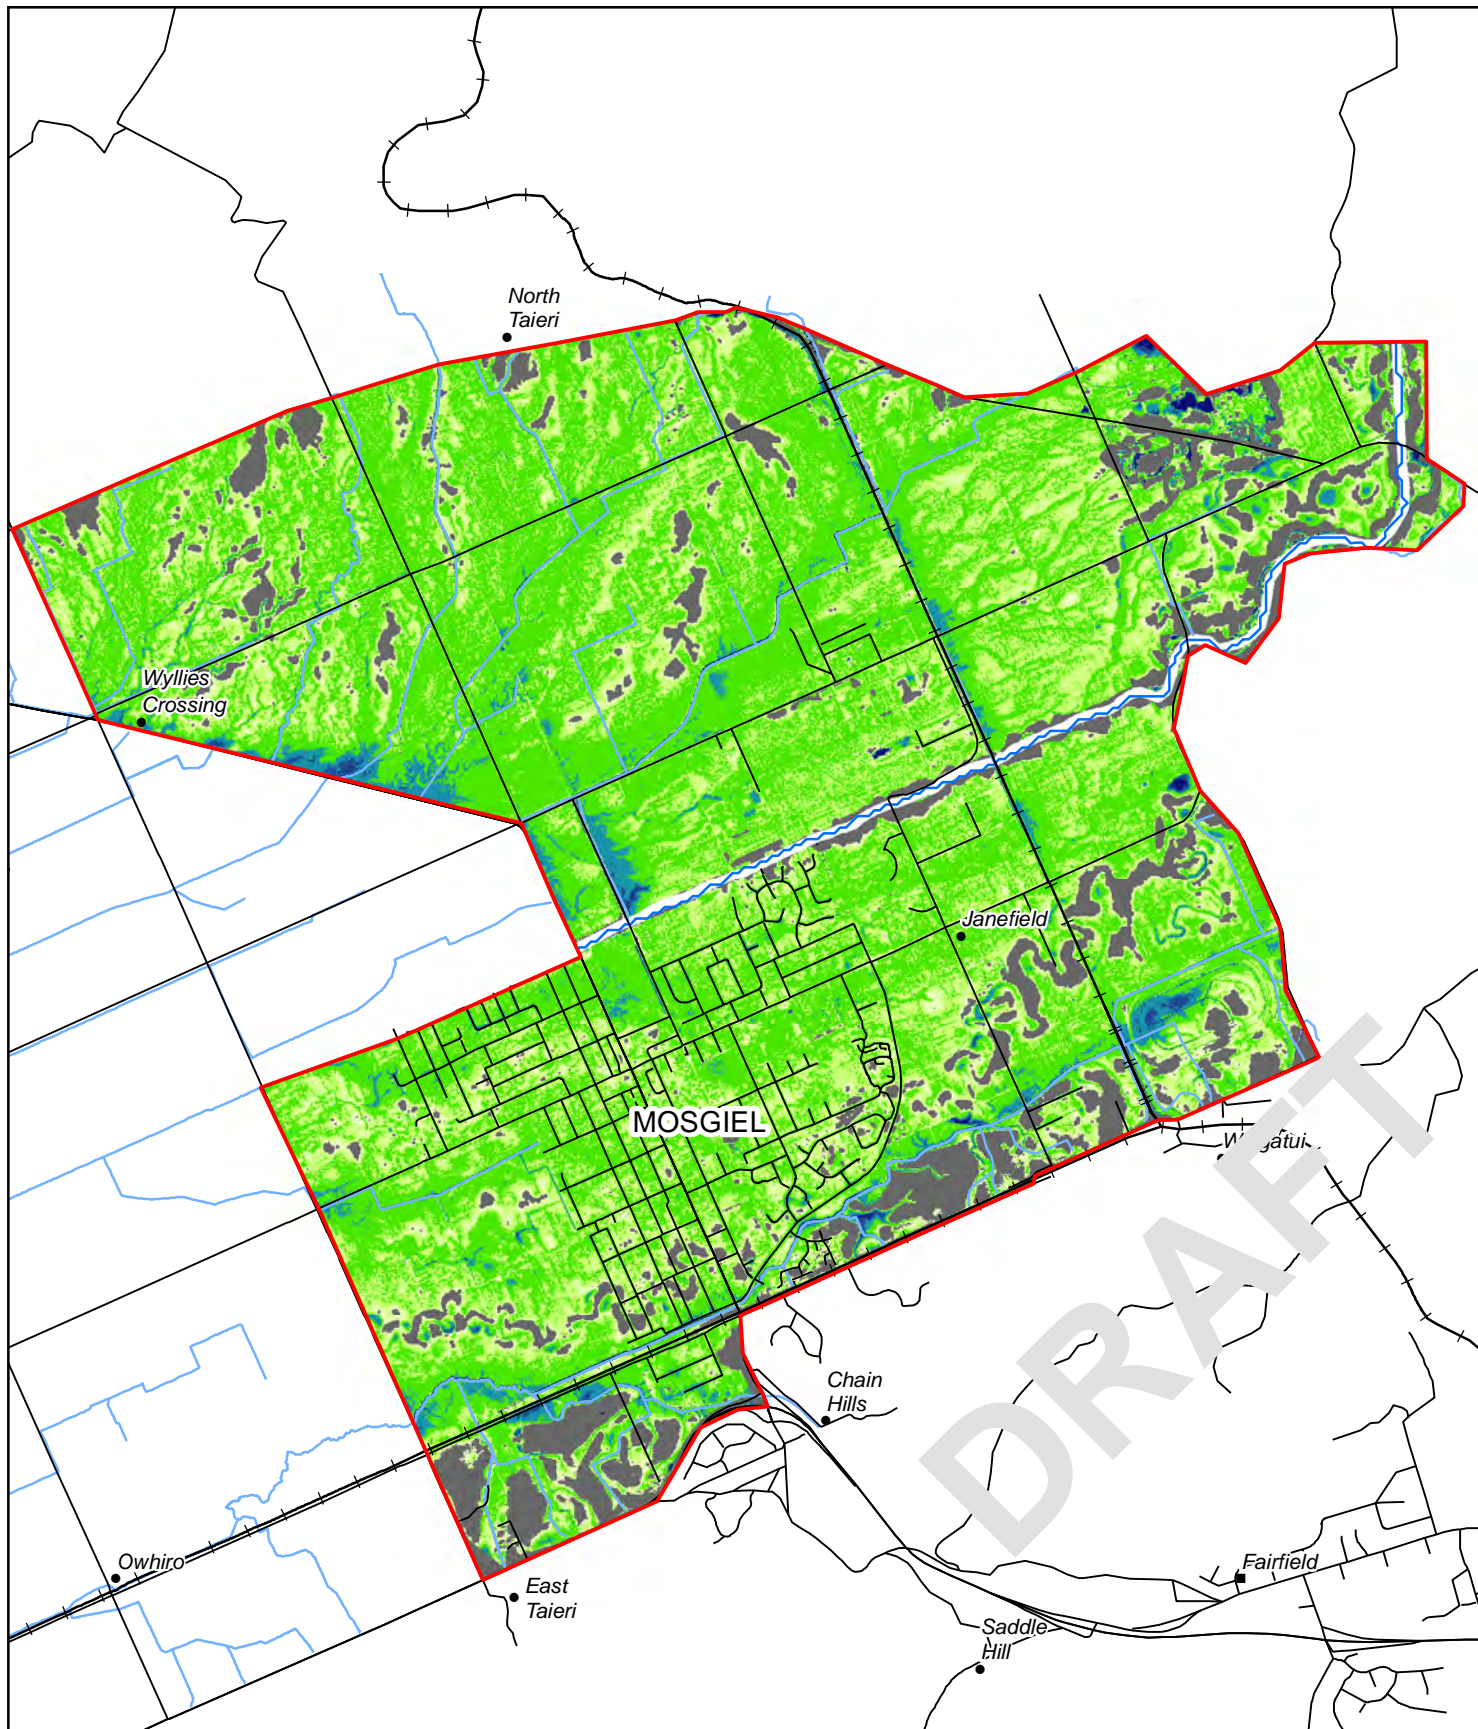 North
Taieri
Wyllies
Crossing
Janefield
MOSGIEL
Chain
Hills
Owhiro
East
Taieri
Fairfield
Saddle
Hill
DRAFT